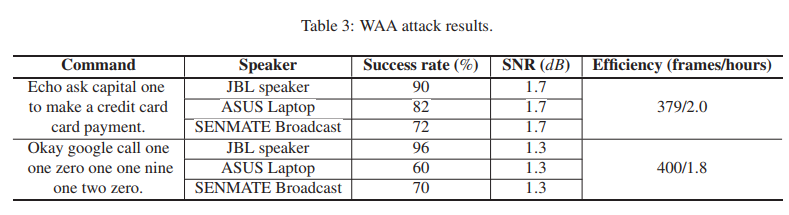 Table 3: WAA attack results.
Command Speaker Success rate (%) SNR (dB) Efficiency (frames/hours)
Echo ask capital one JBL speaker 90 1.7
to make a credit card ASUS Laptop 82 1.7 379/2.0
card payment. SENMATE Broadcast 72 1.7
Okay google call one JBL speaker 96 1.3
one zero one one nine ASUS Laptop 60 1.3 400/1.8
one two zero. SENMATE Broadcast 70 1.3